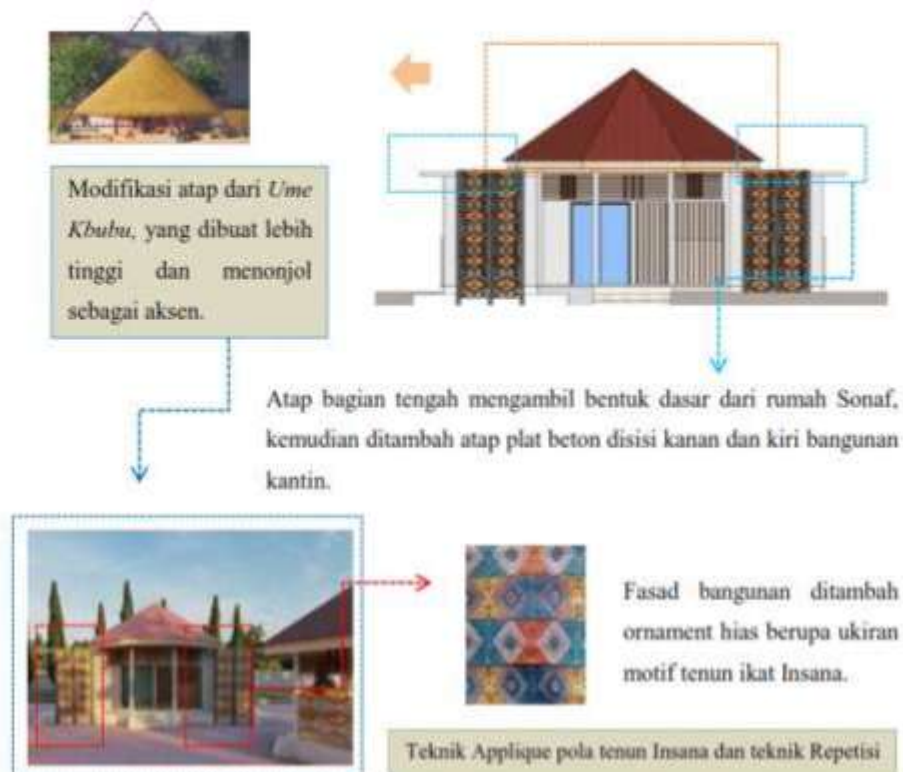 Modifikasi atap dari Ume
Khubu, yang dibuat lebih
tinggi dan menonjol
sebagai aksen.
Atap bagian tengah mengambil bentuk dasar dari rumah Sonaf,
kemudian ditambah atap plat beton disisi kanan dan kiri bangunan
kantin.
Fasad bangunan ditambah
ornament hias berupa ukiran
motif tenun ikat Insana.
Teknik Applique pola tenun Insana dan teknik Repetisi